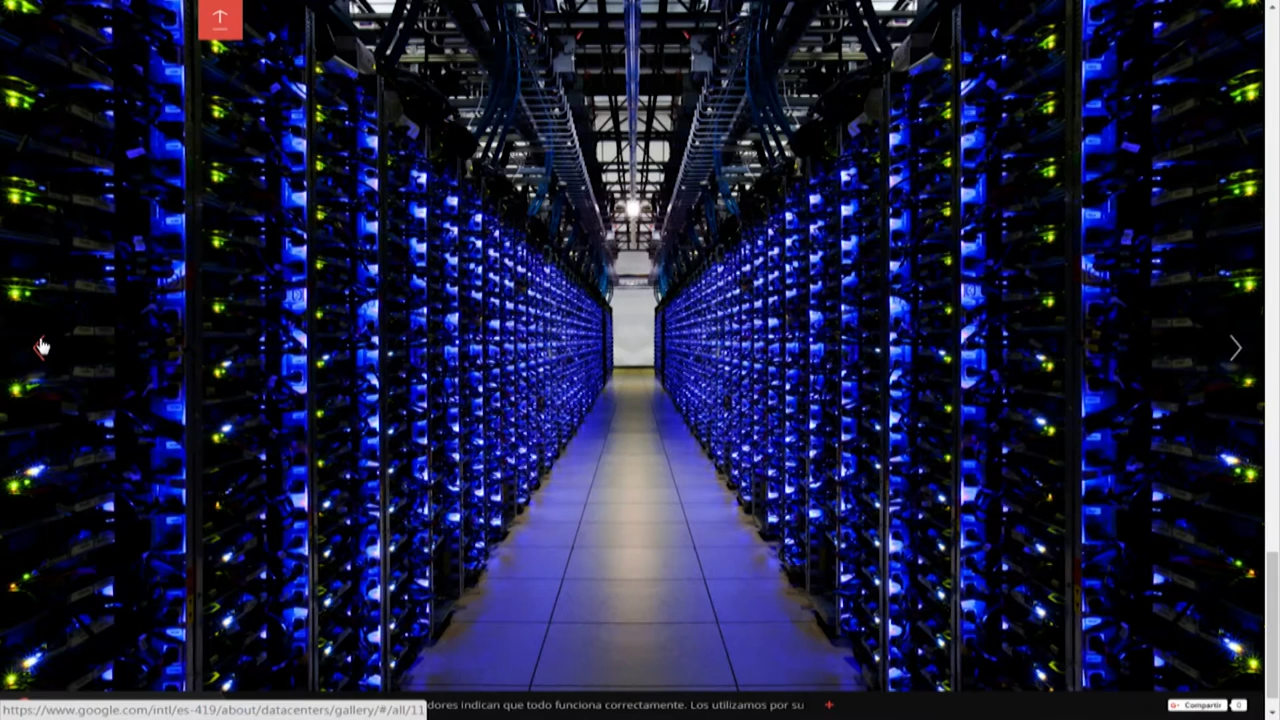 https://www.google.com/intl/es-419/about/datacenters/gallery/#/all/11
dores indican que todo funciona correctamente. Los utilizamos por su
G+ Compartir
0